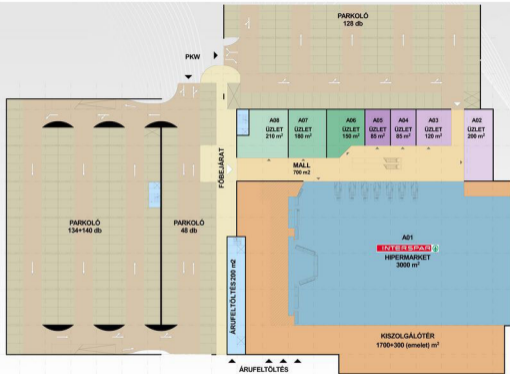 PARKOLÓ
128 db
PKW
A08
ÜZLET
210 m²
A07
ÜZLET
180 m²
A06
ÜZLET
150 m²
A05
ÜZLET
85 m²
A04
ÜZLET
85 m²
A03
ÜZLET
120 m²
A02
ÜZLET
200 m²
MALL
700 m2
FŐBEJÁRAT
PARKOLÓ
134+140 db
PARKOLÓ
48 db
A01
INTERSPAR
HIPERMARKET
3000 m²
ÁRUFELTÖLTÉS 200 m2
KISZOLGÁLÓTÉR
1700+300 (emelet) m²
ÁRUFELTÖLTÉS